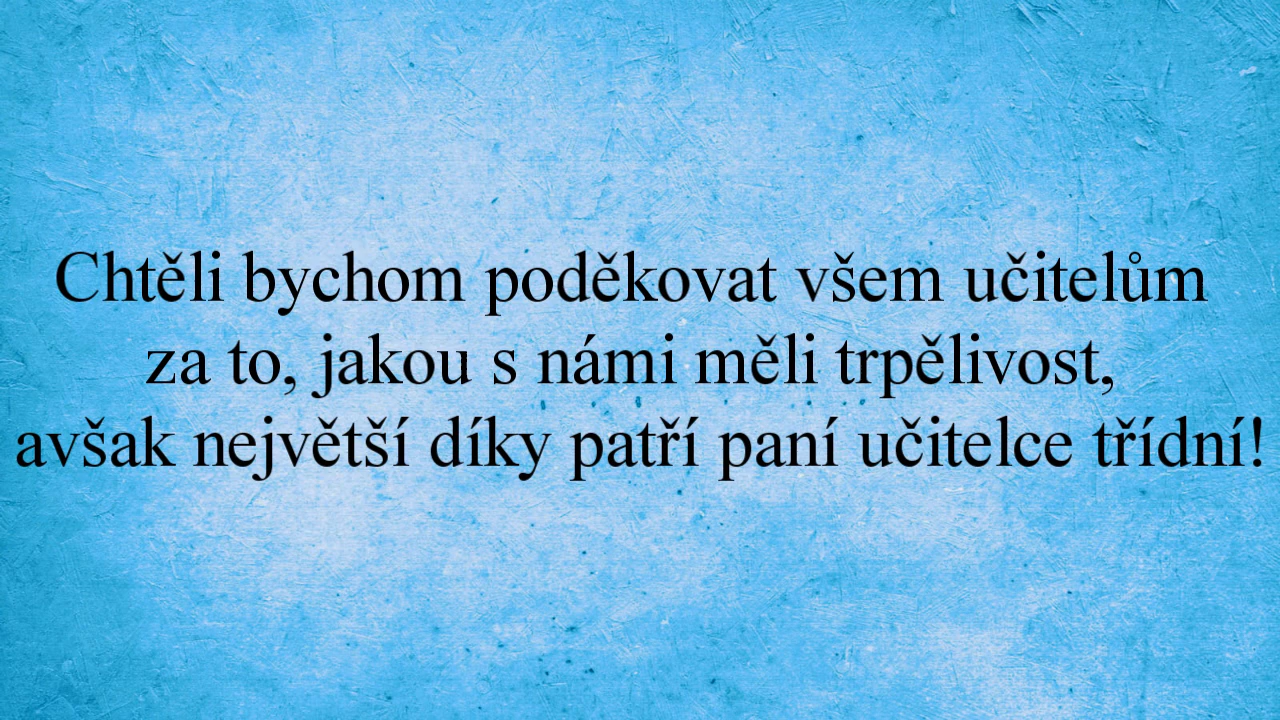 Chtěli bychom poděkovat všem učitelům
za to, jakou s námi měli trpělivost,
avšak největší díky patří paní učitelce třídní!